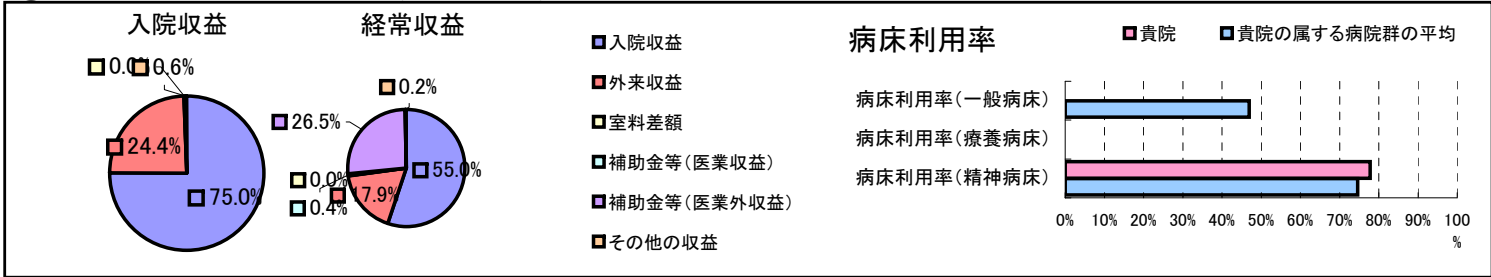 入院収益
0.0%
0.6%
24.4%
75.0%
経常収益
0.2%
26.5%
0.0%
0.4%
17.9%
55.0%
入院収益
外来収益
室料差額
補助金等(医業収益)
補助金等(医業外収益)
その他の収益
病床利用率
貴院
貴院の属する病院群の平均
病床利用率(一般病床)
病床利用率(療養病床)
病床利用率(精神病床)
0% 10% 20% 30% 40% 50% 60% 70% 80% 90% 100
%